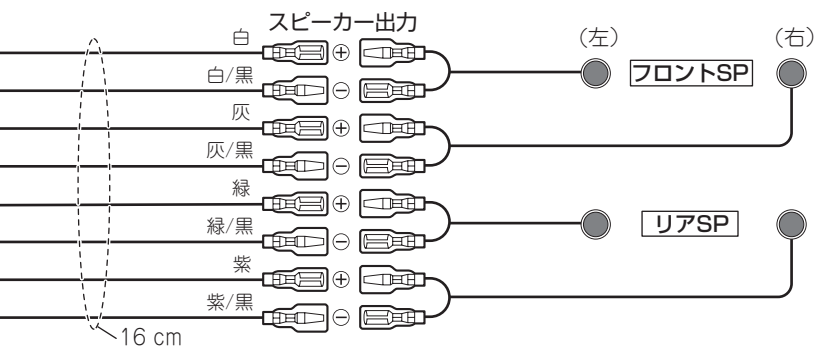 スピーカー出力
(左)
(右)
白
⊕
白/黒
⊖
フロントSP
灰
⊕
灰/黒
⊖
緑
⊕
緑/黒
⊖
リアSP
紫
⊕
紫/黒
⊖
16 cm